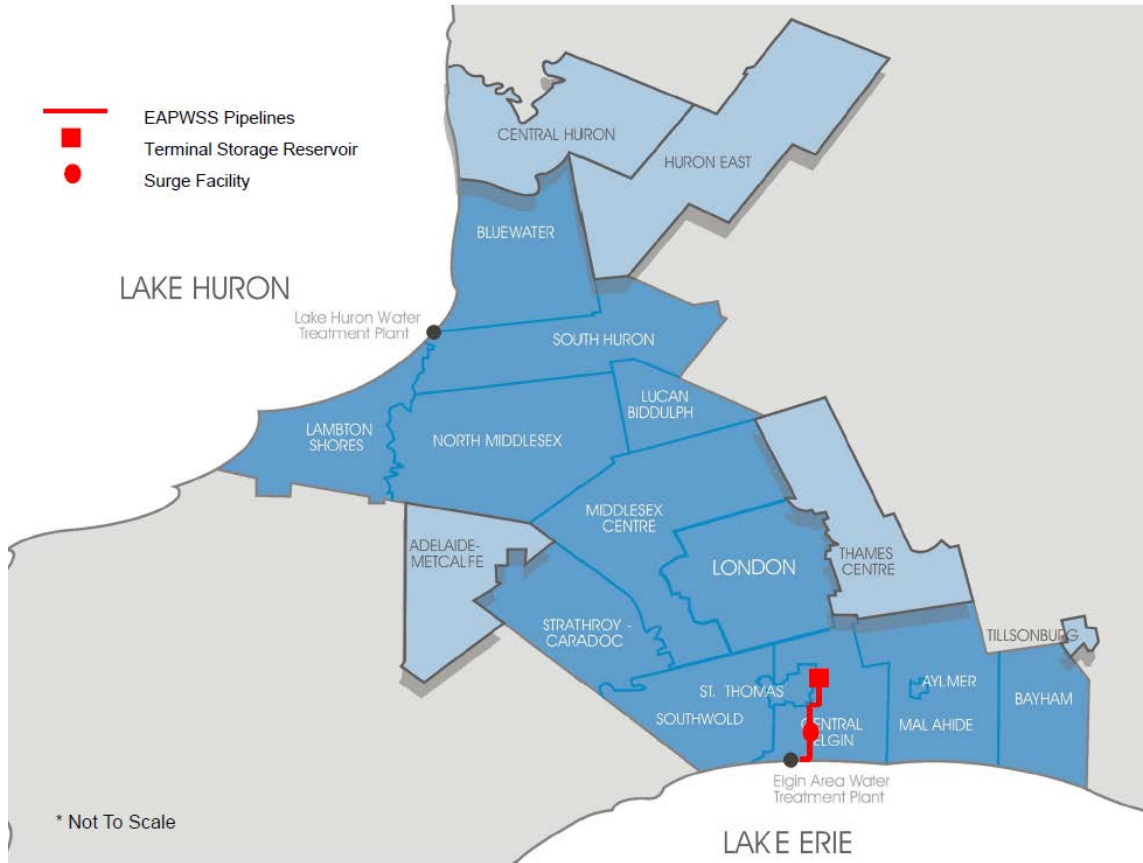 EAPWSS Pipelines
Terminal Storage Reservoir
Surge Facility
CENTRAL HURON
HURON EAST
BLUEWATER
LAKE HURON
Lake Huron Water
Treatment Plant
SOUTH HURON
LUCAN
BIDDULPH
LAMBTON
SHORES
NORTH MIDDLESEX
MIDDLESEX
CENTRE
ADELAIDE-
METCALFE
LONDON
THAMES
CENTRE
STRATHROY -
CARADOC
TILLSONBURG
ST. THOMAS
AYLMER
SOUTHWOLD
CENTRAL
ELGIN
MALAHIDE
BAYHAM
Elgin Area Water
Treatment Plant
* Not To Scale
LAKE ERIE